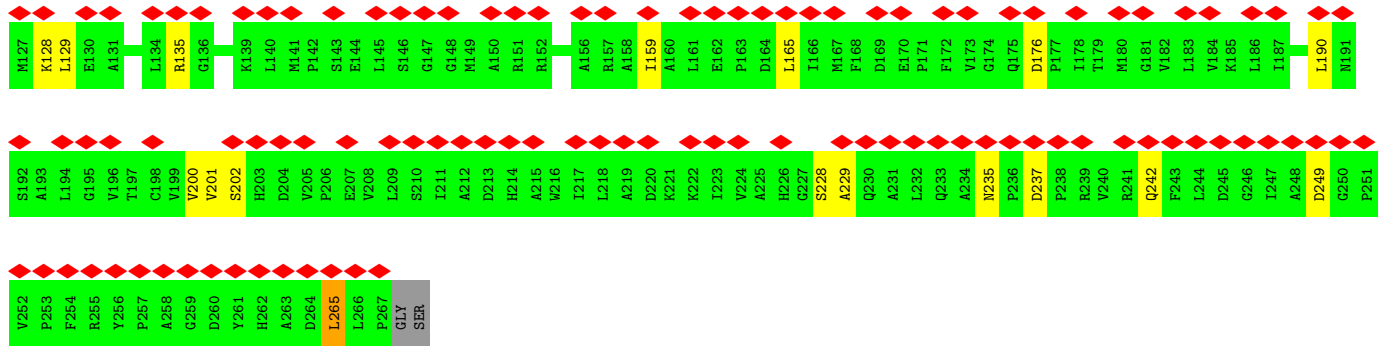 M127 K128 L129 E130 A131 L134 R135 G136 K139 L140 M141 P142 S143 E144 L145 S146 G147 G148 M149 A150 R151 R152 A156 R157 A158 I159 A160 L161 E162 P163 D164 L165 I166 M167 F168 D169 E170 P171 F172 V173 G174 Q175 D176 P177 I178 T179 M180 G181 V182 L183 V184 K185 L186 I187 L190 N191
S192 A193 L194 G195 V196 T197 C198 V199 V200 V201 S202 H203 D204 V205 P206 E207 V208 L209 S210 I211 A212 D213 H214 A215 W216 I217 L218 A219 D220 K221 K222 I223 V224 A225 H226 G227 S228 A229 Q230 A231 L232 Q233 A234 N235 P236 D237 P238 R239 V240 R241 Q242 F243 L244 D245 G246 I247 A248 D249 G250 P251
V252 P253 F254 R255 Y256 P257 A258 G259 D260 Y261 H262 A263 D264 L265 L266 P267 GLY SER